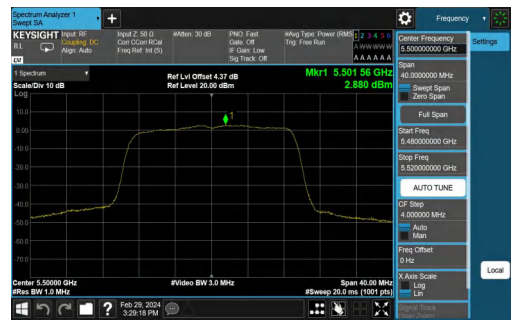 Spectrum Analyzer 1
Swept SA
Frequency
KEYSIGHT
Input: RF
Input Z: 50 Ω
#Atten: 30 dB
PNO: Fast
#Avg Type: Power (RMS
1 2 3 4 5 6
RL
Coupling: DC
Corr CCorr RCal
Gate: Off
Trig: Free Run
A WWWWW
Align: Auto
Freq Ref: Int (S)
IF Gain: Low
Sig Track: Off
A A A A A A
LV
1 Spectrum
Ref Lvl Offset 4.37 dB
Mkr1 5.501 56 GHz
Scale/Div 10 dB
Ref Level 20.00 dBm
2.880 dBm
Log
1
10.0
0.00
-10.0
-20.0
-30.0
-40.0
-50.0
-60.0
-70.0
Center 5.50000 GHz
#Video BW 3.0 MHz
Span 40.00 MHz
#Res BW 1.0 MHz
#Sweep 20.0 ms (1001 pts)
Feb 29, 2024
3:29:18 PM
Center Frequency
5.500000000 GHz
Settings
Span
40.0000000 MHz
Swept Span
Zero Span
Full Span
Start Freq
5.480000000 GHz
Stop Freq
5.520000000 GHz
AUTO TUNE
CF Step
4.000000 MHz
Auto
Man
Freq Offset
0 Hz
X Axis Scale
Log
Lin
Local
Signal Track